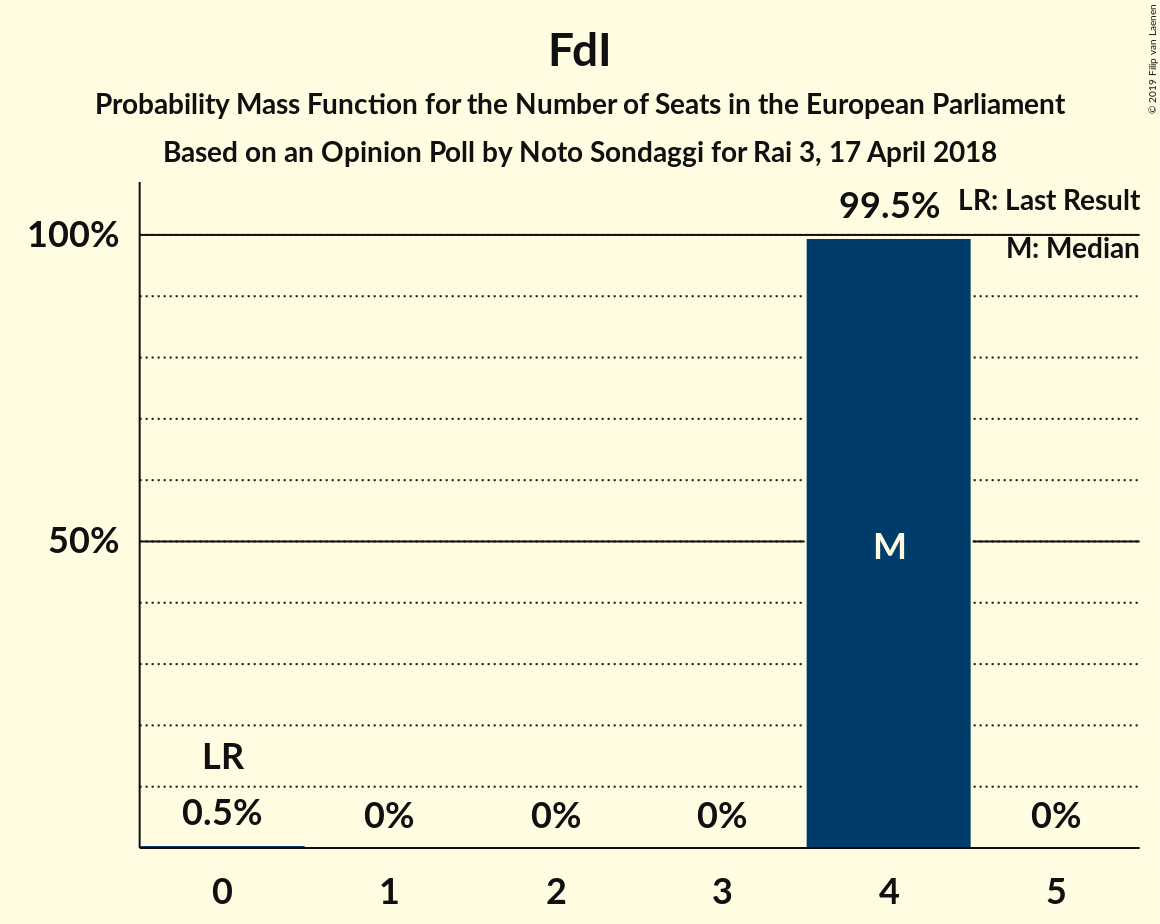 FdI
Probability Mass Function for the Number of Seats in the European Parliament
Based on an Opinion Poll by Noto Sondaggi for Rai 3, 17 April 2018
© 2019 Filip van Laenen
LR: Last Result
M: Median
100%
50%
99.5%
M
LR
0.5%
0%
0%
0%
0%
0 1 2 3 4 5